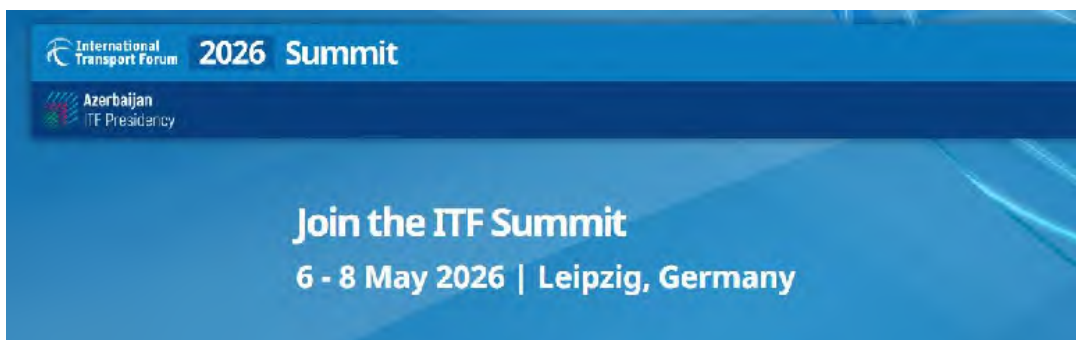 International
Transport Forum
2026 Summit
Azerbaijan
ITF Presidency
Join the ITF Summit
6 - 8 May 2026 | Leipzig, Germany